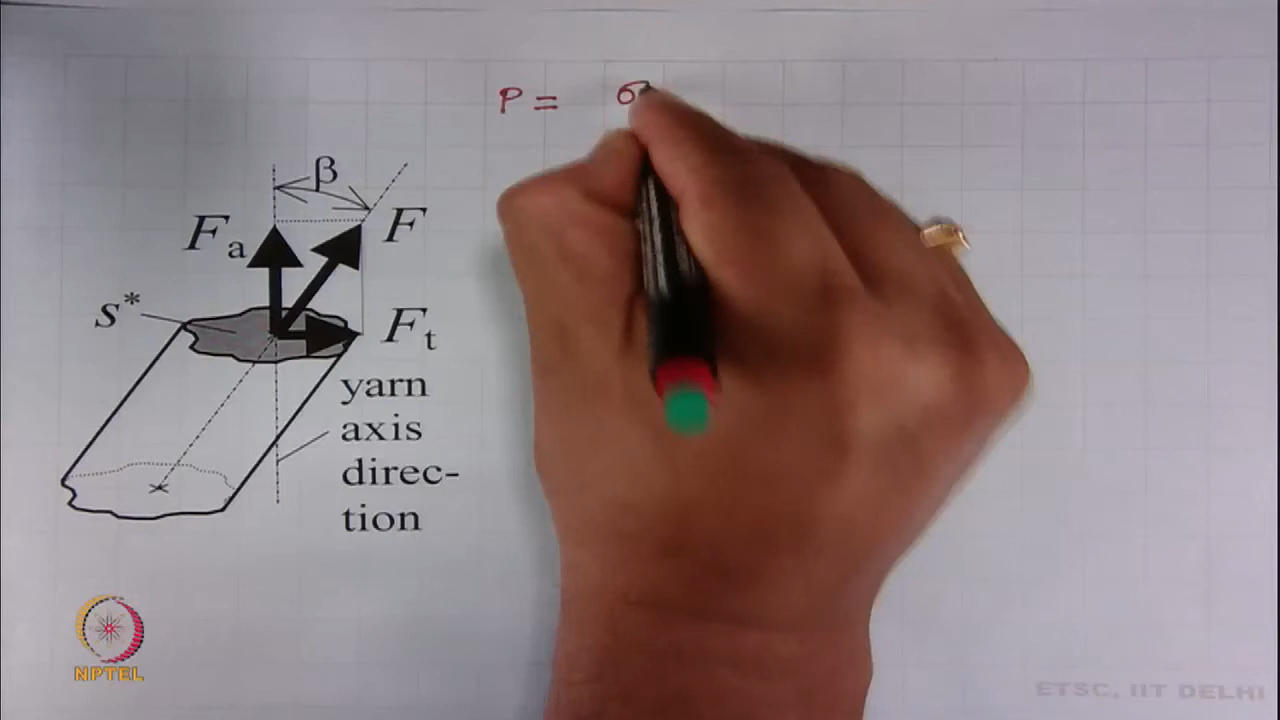 P = σ
β
Fa
F
s*
Ft
yarn
axis
direc-
tion
NPTEL
ETSC, IIT DELHI